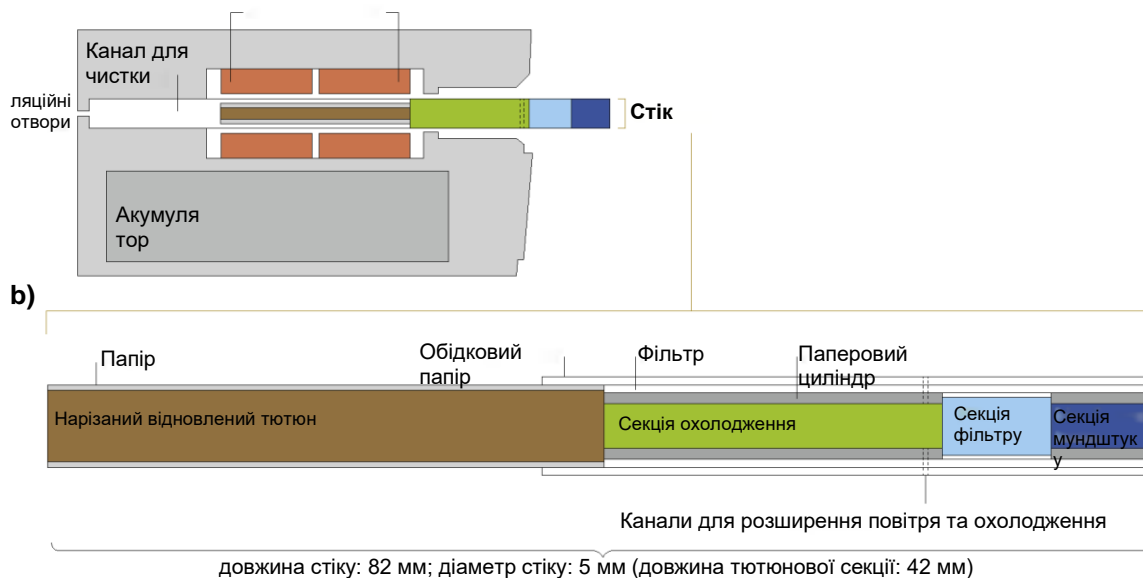 Канал для
чистки
ляційні
отвори
Стік
Акумуля
тор
b)
Папір
Обідковий
папір
Фільтр
Паперовий
циліндр
Нарізаний відновлений тютюн
Секція охолодження
Секція
фільтру
Секція
мундштук
у
Канали для розширення повітря та охолодження
довжина стіку: 82 мм; діаметр стіку: 5 мм (довжина тютюнової секції: 42 мм)